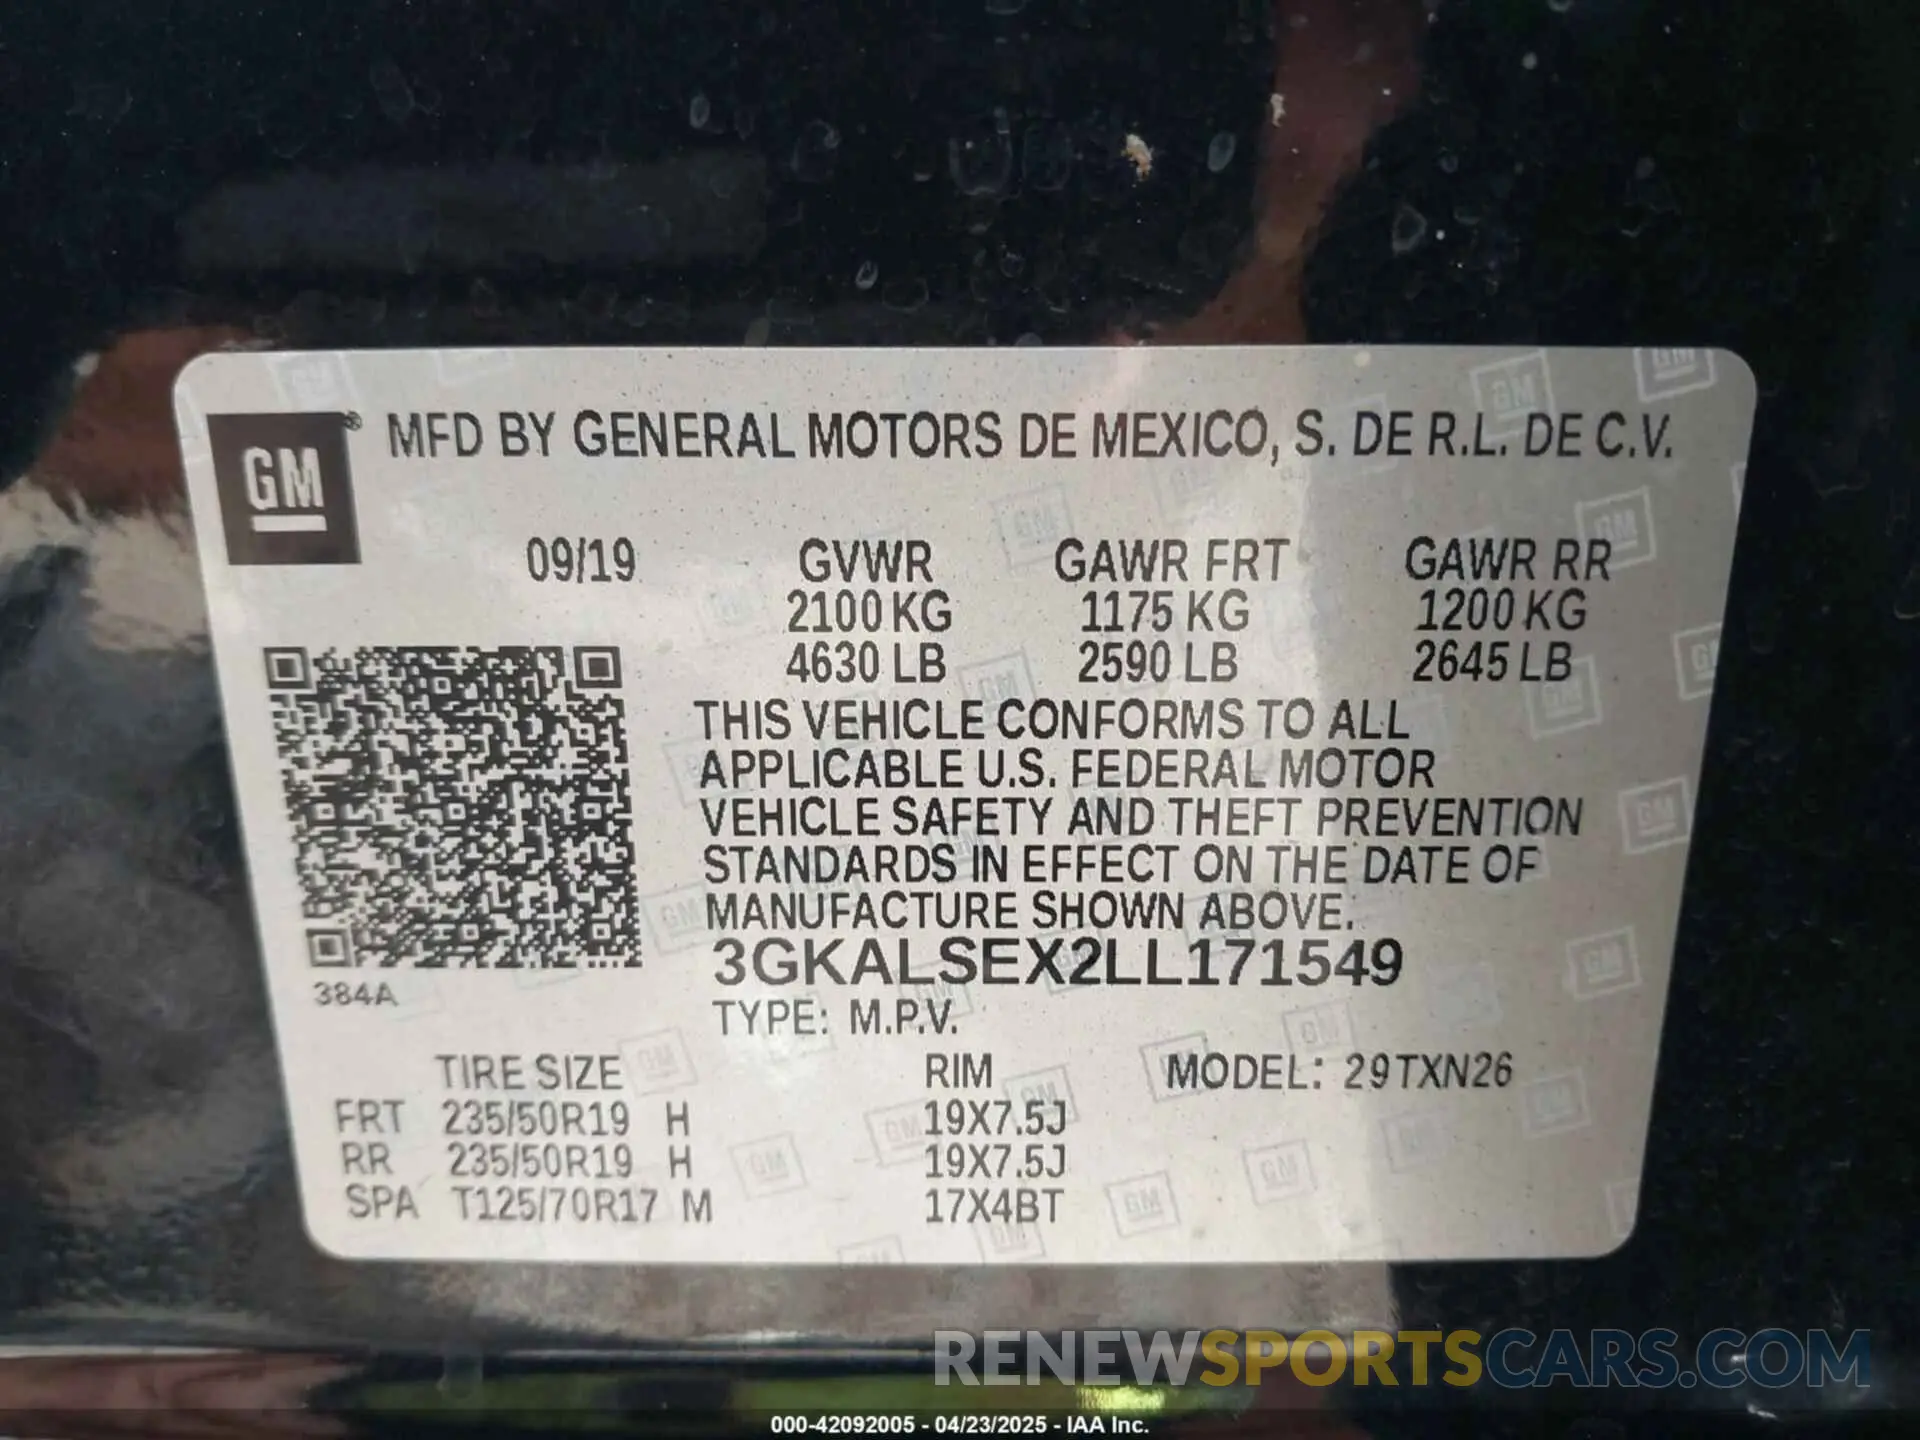 GM ® MFD BY GENERAL MOTORS DE MEXICO, S. DE R.L. DE C.V.
09/19 GVWR GAWR FRT GAWR RR
2100 KG 1175 KG 1200 KG
4630 LB 2590 LB 2645 LB
THIS VEHICLE CONFORMS TO ALL
APPLICABLE U.S. FEDERAL MOTOR
VEHICLE SAFETY AND THEFT PREVENTION
STANDARDS IN EFFECT ON THE DATE OF
MANUFACTURE SHOWN ABOVE.
3GKALSEX2LL171549
384A
TYPE: M.P.V.
TIRE SIZE RIM MODEL: 29TXN26
FRT 235/50R19 H 19X7.5J
RR 235/50R19 H 19X7.5J
SPA T125/70R17 M 17X4BT
RENEWSPORTSCARS.COM
000-42092005 - 04/23/2025 - IAA Inc.